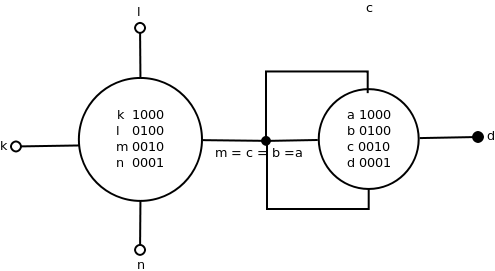 l
c
k 1000
l 0100
m 0010
n 0001
a 1000
b 0100
c 0010
d 0001
k
m = c = b =a
d
n